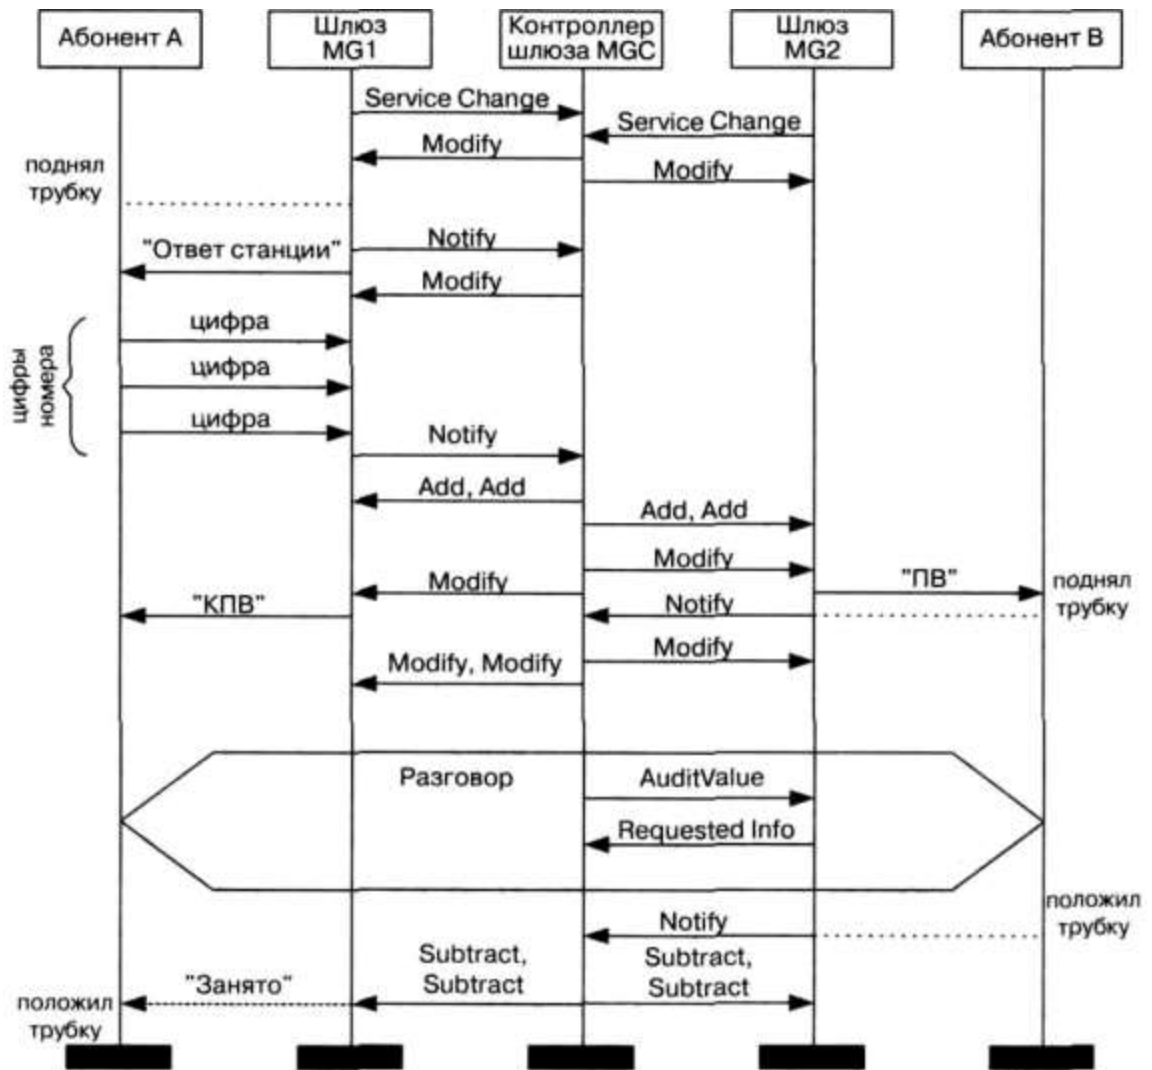 Абонент А
Шлюз
MG1
Контроллер
шлюза MGC
Шлюз
MG2
Абонент В
Service Change
Service Change
Modify
Modify
поднял
трубку
Notify
"Ответ станции"
Modify
цифра
цифра
цифра
цифры
номера
Notify
Add, Add
Add, Add
Modify
Modify
"ПВ"
поднял
трубку
"КПВ"
Notify
Modify
Modify, Modify
Разговор
AuditValue
Requested Info
положил
трубку
Notify
Subtract,
Subtract
Subtract,
Subtract
"Занято"
положил
трубку